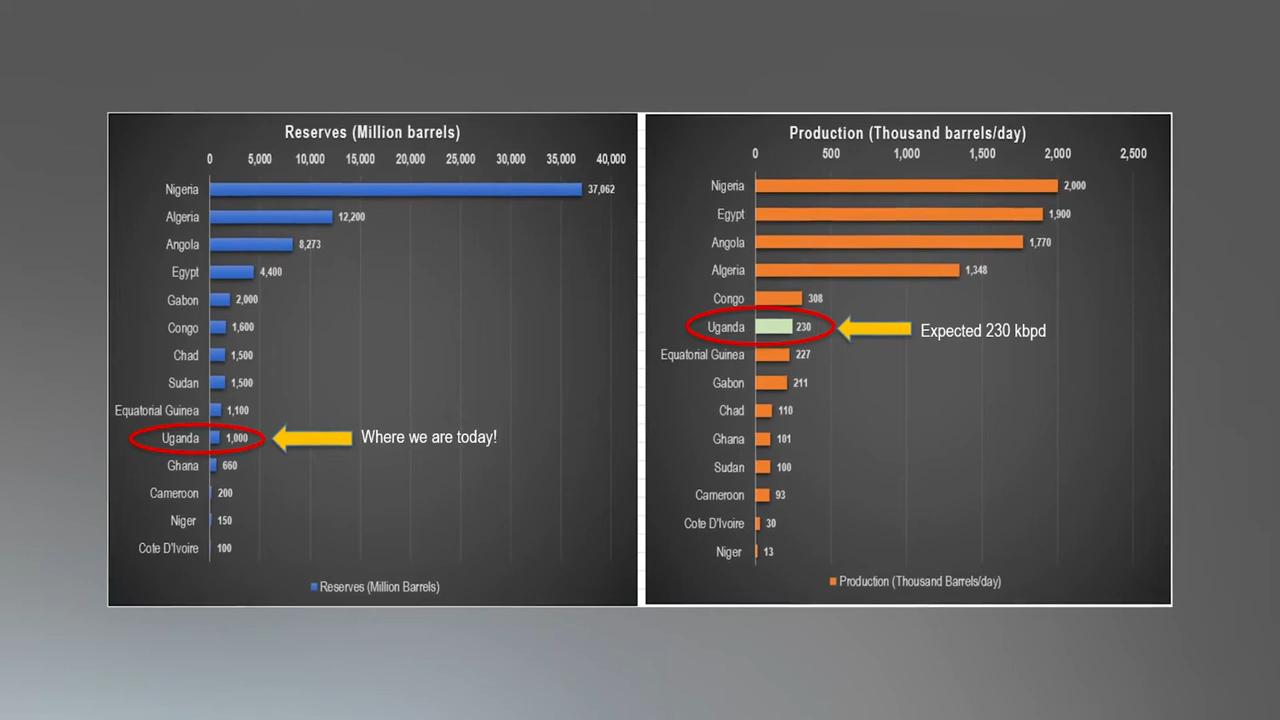 Reserves (Million barrels)
0 5,000 10,000 15,000 20,000 25,000 30,000 35,000 40,000
Nigeria 37,062
Algeria 12,200
Angola 8,273
Egypt 4,400
Gabon 2,000
Congo 1,600
Chad 1,500
Sudan 1,500
Equatorial Guinea 1,100
Uganda 1,000 Where we are today!
Ghana 660
Cameroon 200
Niger 150
Cote D'Ivoire 100
Reserves (Million Barrels)
Production (Thousand barrels/day)
0 500 1,000 1,500 2,000 2,500
Nigeria 2,000
Egypt 1,900
Angola 1,770
Algeria 1,348
Congo 308
Uganda 230 Expected 230 kbpd
Equatorial Guinea 227
Gabon 211
Chad 110
Ghana 101
Sudan 100
Cameroon 93
Cote D'Ivoire 30
Niger 13
Production (Thousand Barrels/day)